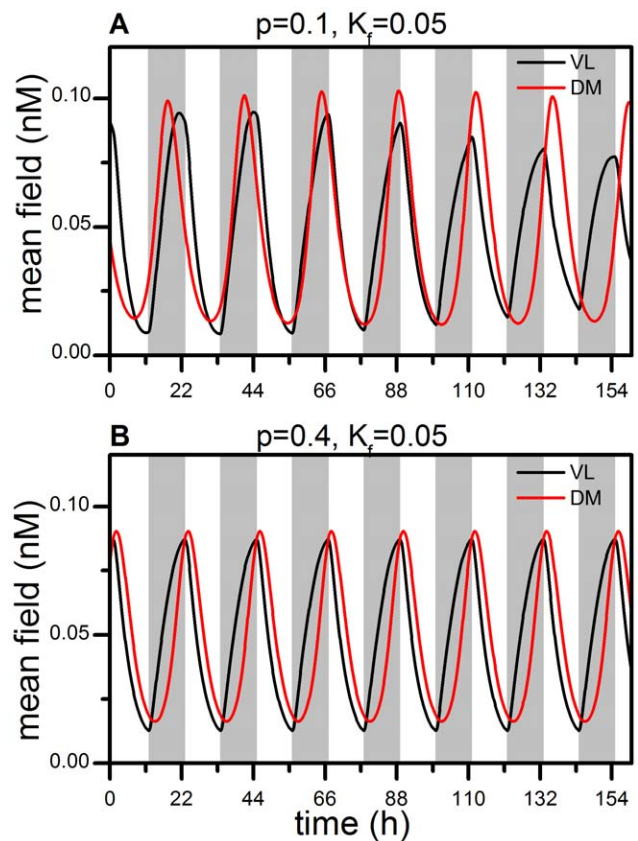 A
p=0.1, K_f=0.05
VL
DM
mean field (nM)
0.10
0.05
0.00
0 22 44 66 88 110 132 154
B
p=0.4, K_f=0.05
VL
DM
mean field (nM)
0.10
0.05
0.00
0 22 44 66 88 110 132 154
time (h)